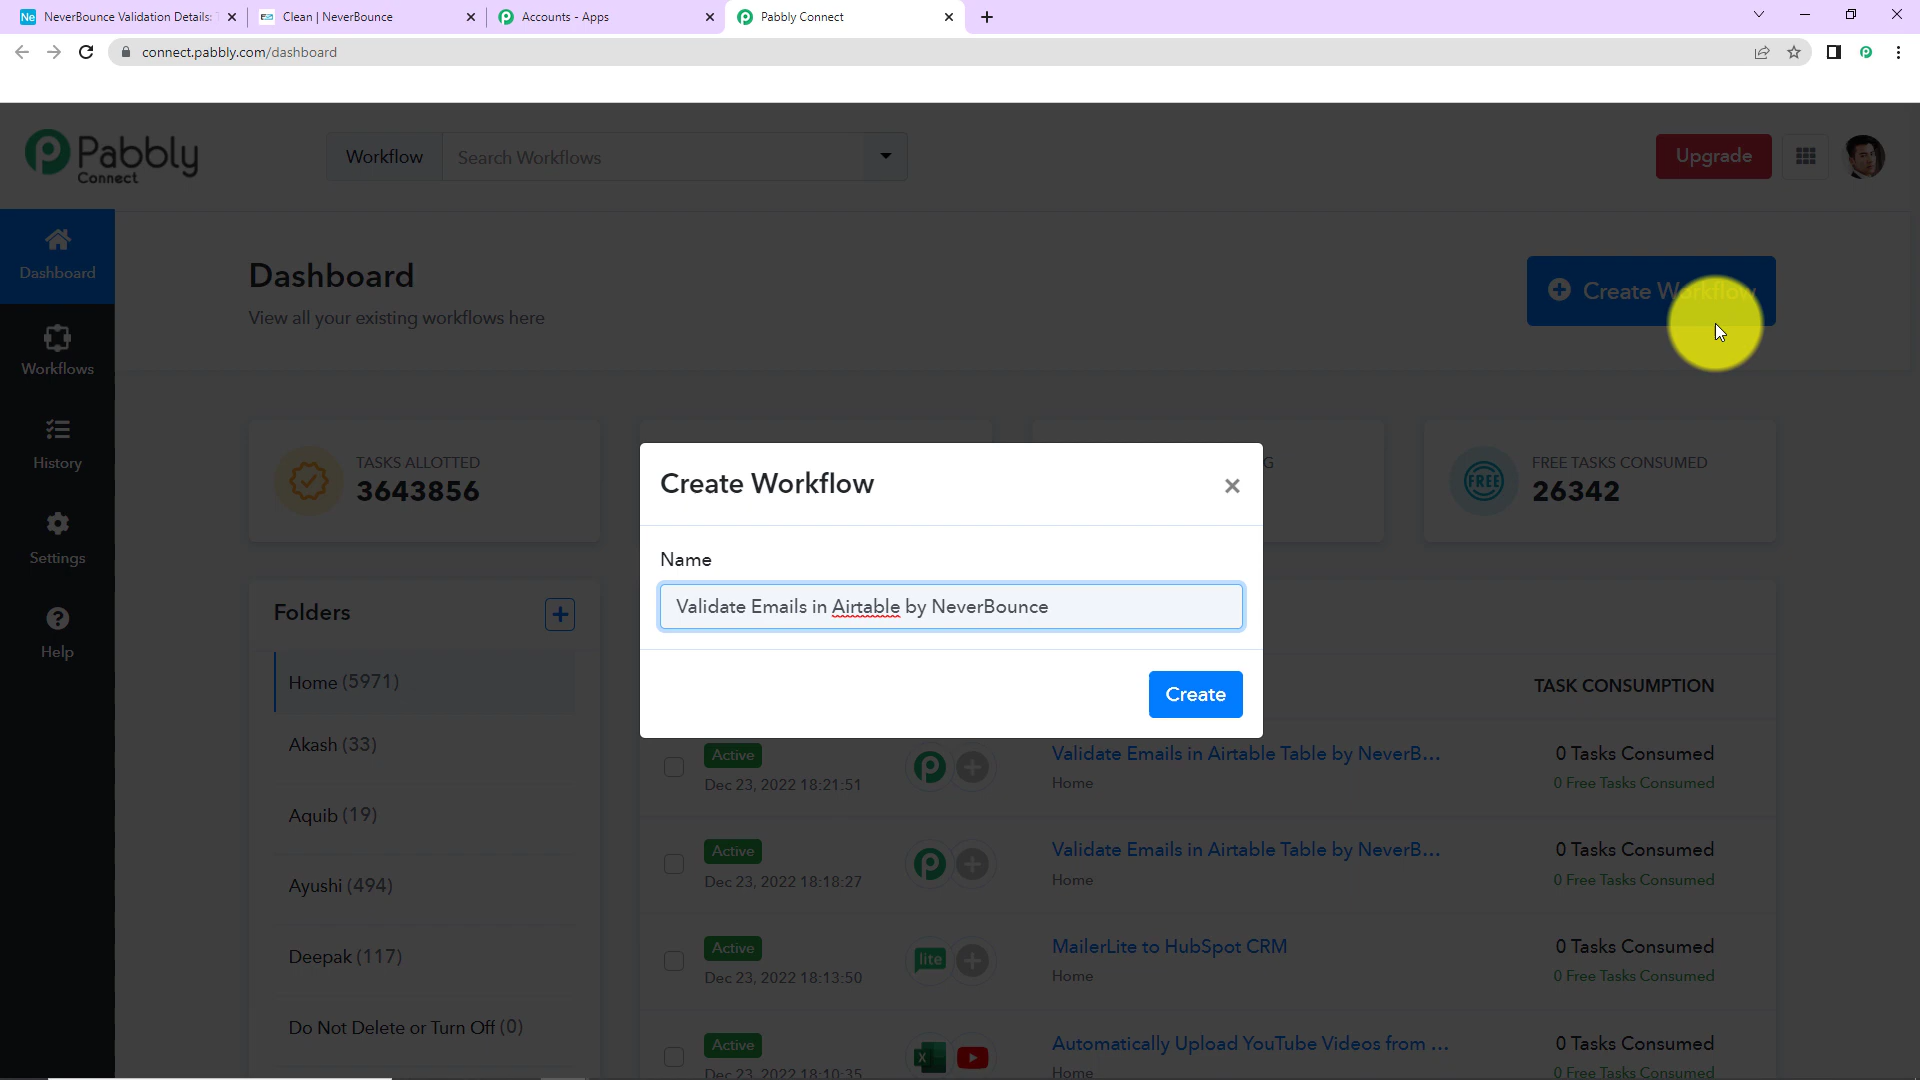 NeverBounce Validation Details:
Clean | NeverBounce
Accounts - Apps
Pabbly Connect
connect.pabbly.com/dashboard
Pabbly
Connect
Workflow
Search Workflows
Upgrade
Dashboard
Workflows
History
Settings
Help
Dashboard
View all your existing workflows here
Create Workflow
TASKS ALLOTTED
3643856
G
FREE
FREE TASKS CONSUMED
26342
Create Workflow
Name
Validate Emails in Airtable by NeverBounce
Create
Folders
Home (5971)
Akash (33)
Aquib (19)
Ayushi (494)
Deepak (117)
Do Not Delete or Turn Off (0)
TASK CONSUMPTION
Active
Dec 23, 2022 18:21:51
Validate Emails in Airtable Table by NeverB...
Home
0 Tasks Consumed
0 Free Tasks Consumed
Active
Dec 23, 2022 18:18:27
Validate Emails in Airtable Table by NeverB...
Home
0 Tasks Consumed
0 Free Tasks Consumed
Active
Dec 23, 2022 18:13:50
lite
MailerLite to HubSpot CRM
Home
0 Tasks Consumed
0 Free Tasks Consumed
Active
Dec 23, 2022 18:10:35
Automatically Upload YouTube Videos from ...
Home
0 Tasks Consumed
0 Free Tasks Consumed